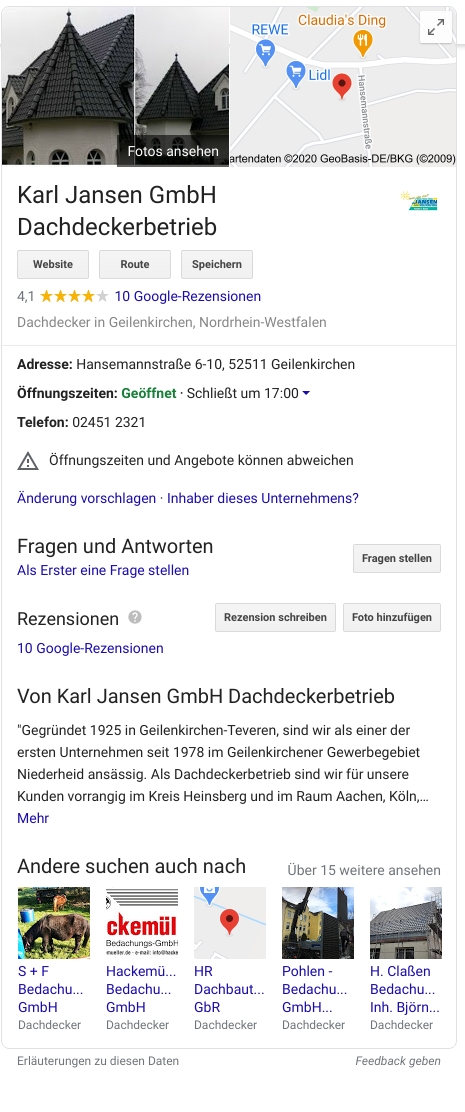 Claudia's Ding
REWE
Lidl
Hansemannstraße
Fotos ansehen
artendaten ©2020 GeoBasis-DE/BKG (©2009)
Karl Jansen GmbH
Dachdeckerbetrieb
JANSEN
Website Route Speichern
4,1 10 Google-Rezensionen
Dachdecker in Geilenkirchen, Nordrhein-Westfalen
Adresse: Hansemannstraße 6-10, 52511 Geilenkirchen
Öffnungszeiten: Geöffnet · Schließt um 17:00
Telefon: 02451 2321
Öffnungszeiten und Angebote können abweichen
Änderung vorschlagen · Inhaber dieses Unternehmens?
Fragen und Antworten
Fragen stellen
Als Erster eine Frage stellen
Rezensionen ? Rezension schreiben Foto hinzufügen
10 Google-Rezensionen
Von Karl Jansen GmbH Dachdeckerbetrieb
"Gegründet 1925 in Geilenkirchen-Teveren, sind wir als einer der
ersten Unternehmen seit 1978 im Geilenkirchener Gewerbegebiet
Niederheid ansässig. Als Dachdeckerbetrieb sind wir für unsere
Kunden vorrangig im Kreis Heinsberg und im Raum Aachen, Köln,…
Mehr
Andere suchen auch nach Über 15 weitere ansehen
ckemül
Bedachungs-GmbH
mueller.de · e-mail: info@hacke
S + F
Bedachu...
GmbH
Dachdecker
Hackemü...
Bedachu...
GmbH
Dachdecker
HR
Dachbaut...
GbR
Dachdecker
Pohlen -
Bedachu...
GmbH...
Dachdecker
H. Claßen
Bedachu...
Inh. Björn...
Dachdecker
Erläuterungen zu diesen Daten Feedback geben